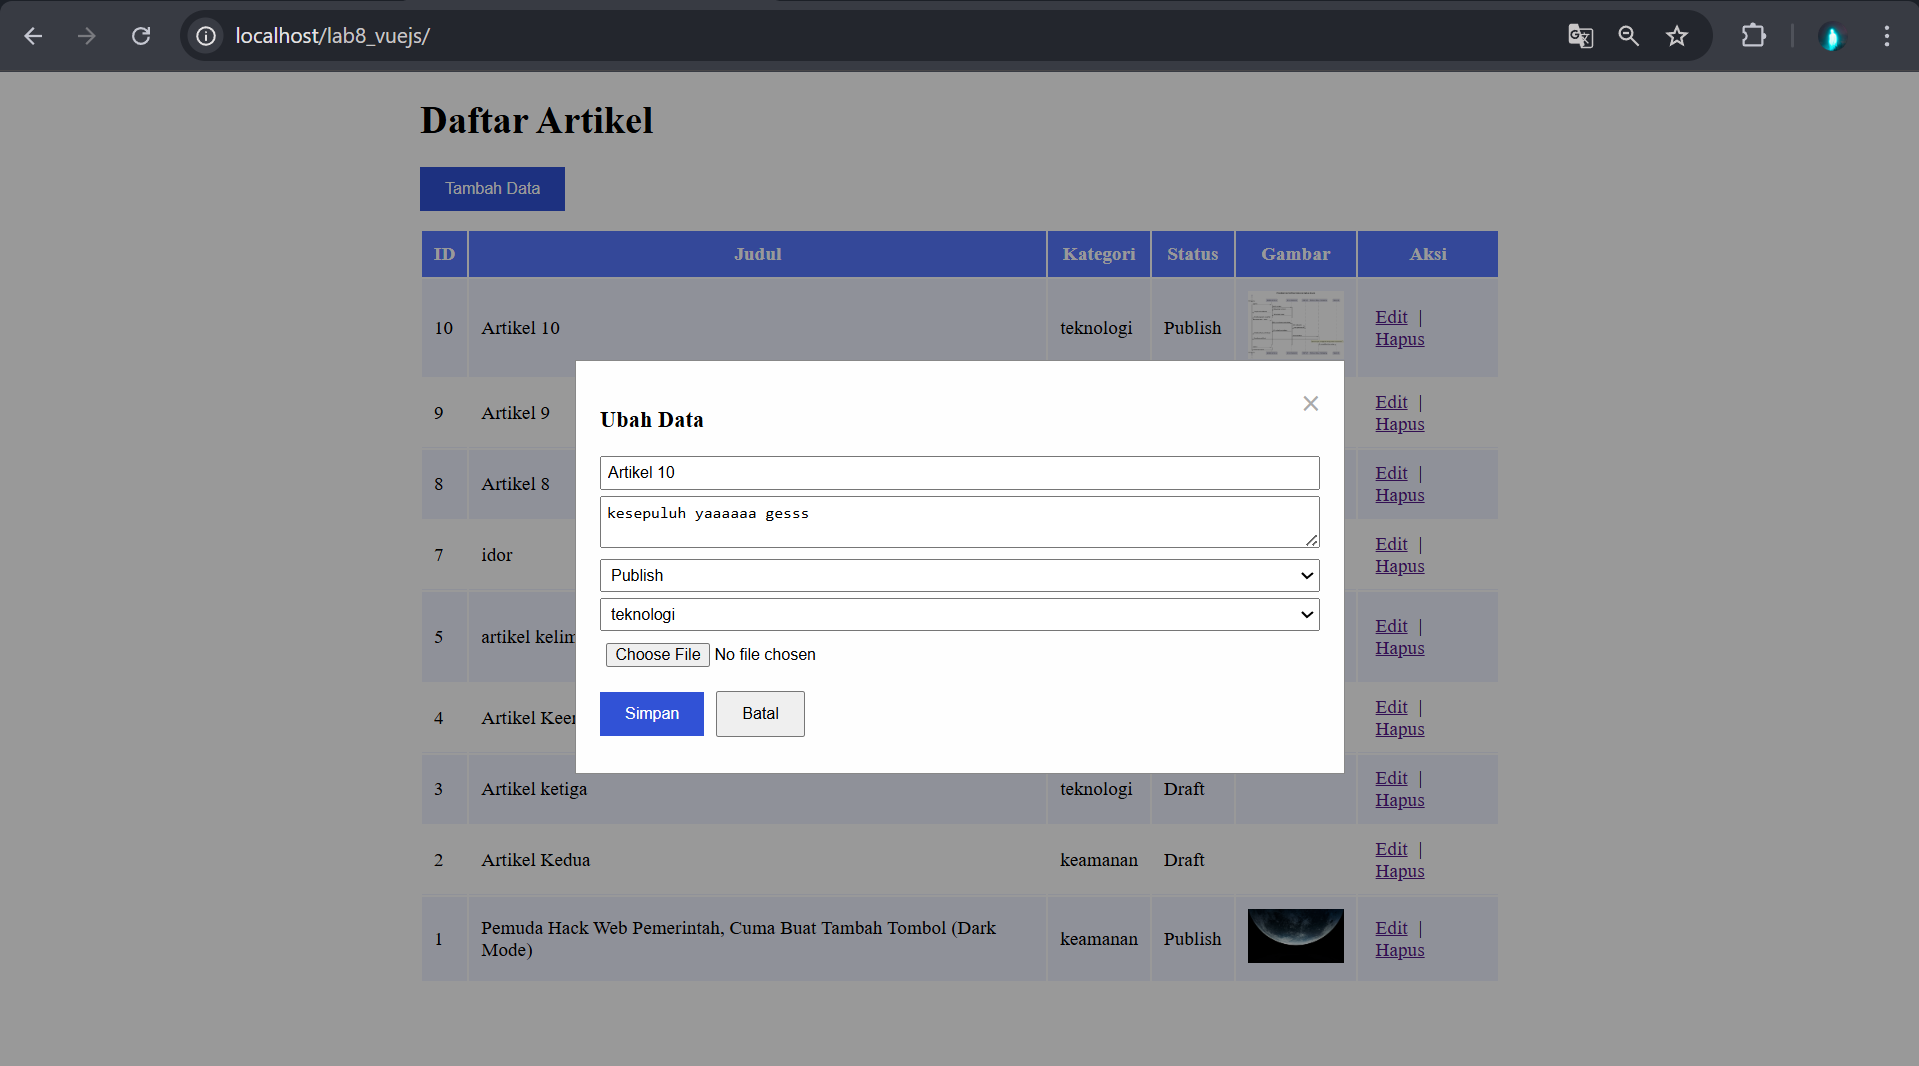 localhost/lab8_vuejs/
Daftar Artikel
Tambah Data
ID Judul Kategori Status Gambar Aksi
10 Artikel 10 teknologi Publish Edit | Hapus
9 Artikel 9 Edit | Hapus
8 Artikel 8 Edit | Hapus
7 idor Edit | Hapus
5 artikel Edit | Hapus
4 Artikel Edit | Hapus
3 Artikel ketiga teknologi Draft Edit | Hapus
2 Artikel Kedua keamanan Draft Edit | Hapus
1 Pemuda Hack Web Pemerintah, Cuma Buat Tambah Tombol (Dark
Mode) keamanan Publish Edit | Hapus
×
Ubah Data
Artikel 10
kesepuluh yaaaaaa gesss
Publish
teknologi
Choose File No file chosen
Simpan Batal